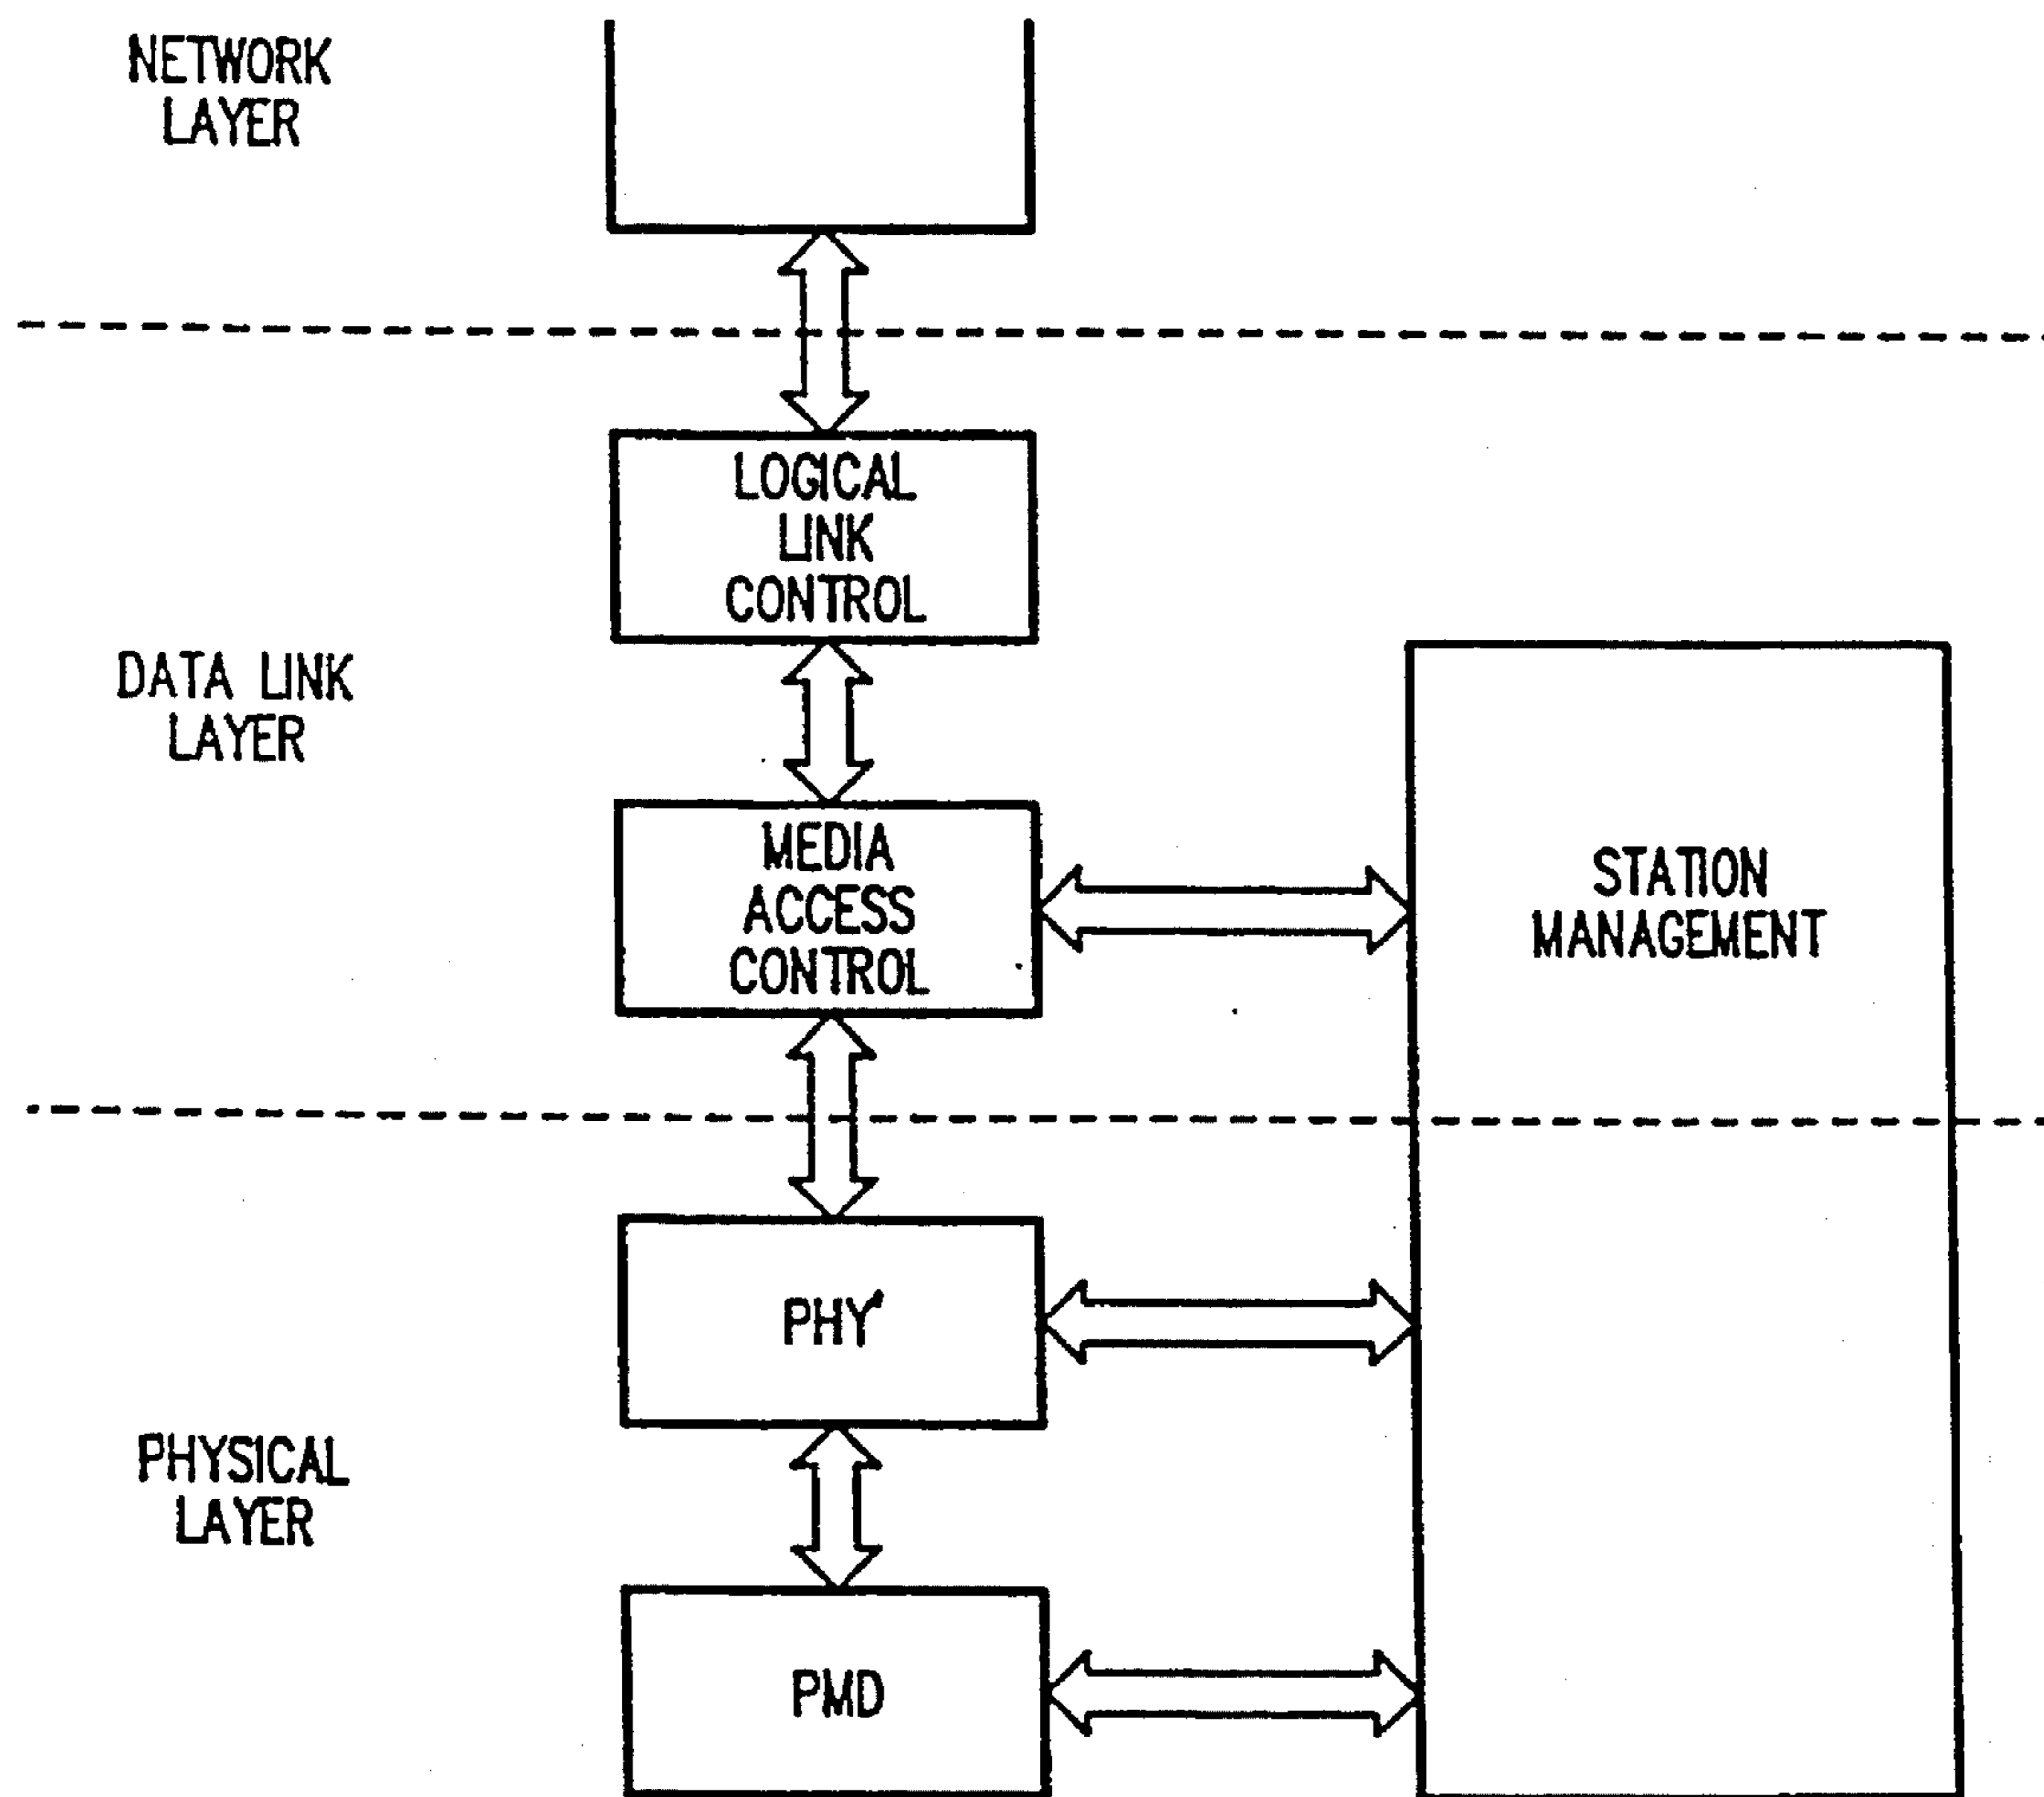 NETWORK
LAYER
LOGICAL
LINK
CONTROL
DATA LINK
LAYER
MEDIA
ACCESS
CONTROL
STATION
MANAGEMENT
PHY'
PHYSICAL
LAYER
PMD